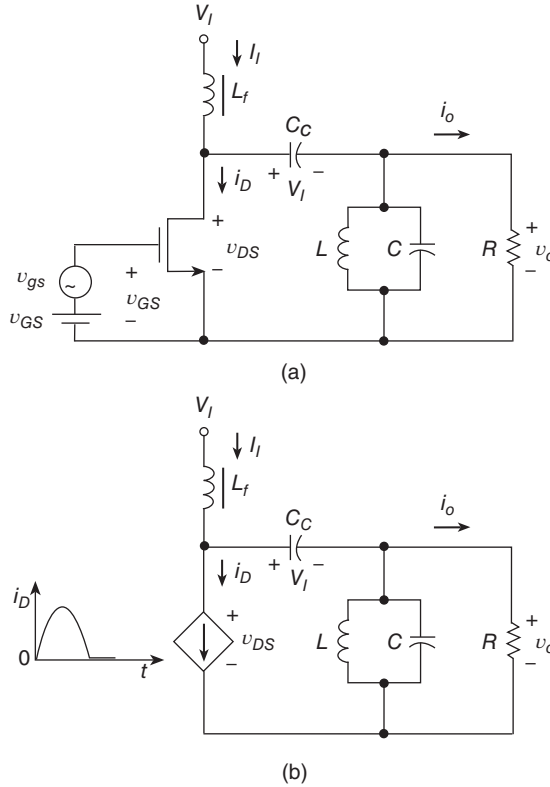 V_I
I_I
L_f
C_C
i_o
+ V_I −
i_D
+
v_DS
−
L
C
R
+
−
v_gs
~
+
v_GS
−
v_GS
(a)
V_I
I_I
L_f
C_C
i_o
+ V_I −
i_D
i_D
0
t
+
v_DS
−
L
C
R
+
−
(b)